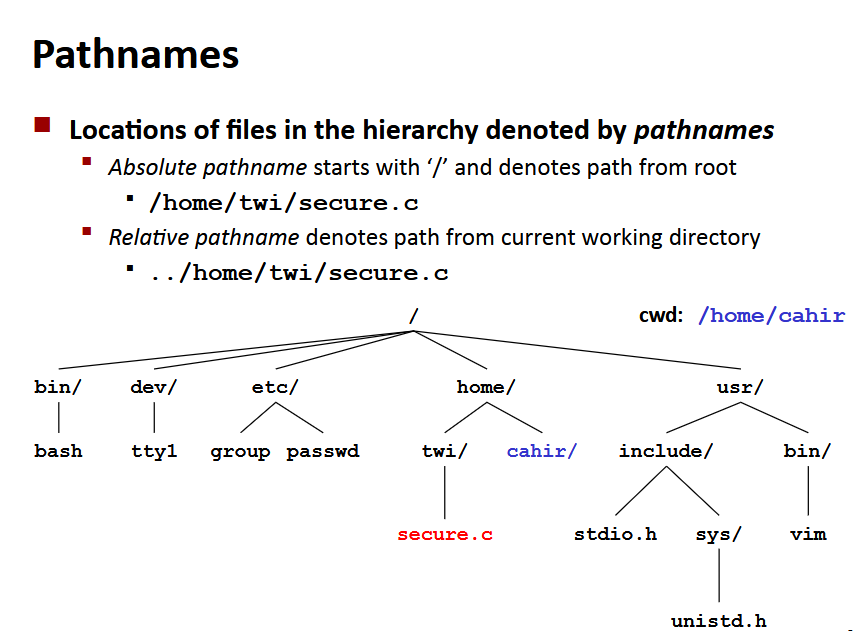 Pathnames
Locations of files in the hierarchy denoted by pathnames
Absolute pathname starts with ‘/’ and denotes path from root
/home/twi/secure.c
Relative pathname denotes path from current working directory
../home/twi/secure.c
/ cwd: /home/cahir
bin/ dev/ etc/ home/ usr/
bash tty1 group passwd twi/ cahir/ include/ bin/
secure.c stdio.h sys/ vim
unistd.h